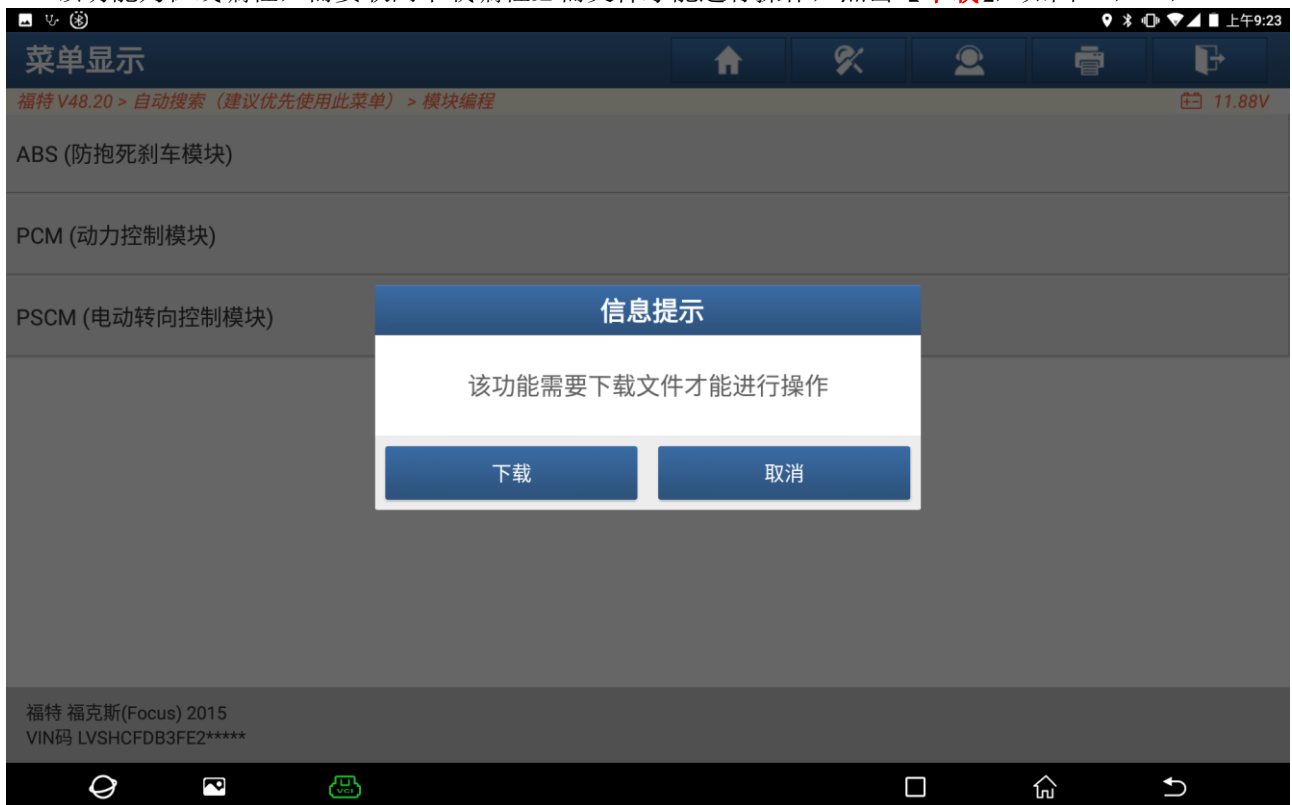 上午9:23
菜单显示
福特 V48.20 > 自动搜索（建议优先使用此菜单） > 模块编程
11.88V
ABS (防抱死刹车模块)
PCM (动力控制模块)
PSCM (电动转向控制模块)
信息提示
该功能需要下载文件才能进行操作
下载
取消
福特 福克斯(Focus) 2015
VIN码 LVSHCFDB3FE2*****
VCI